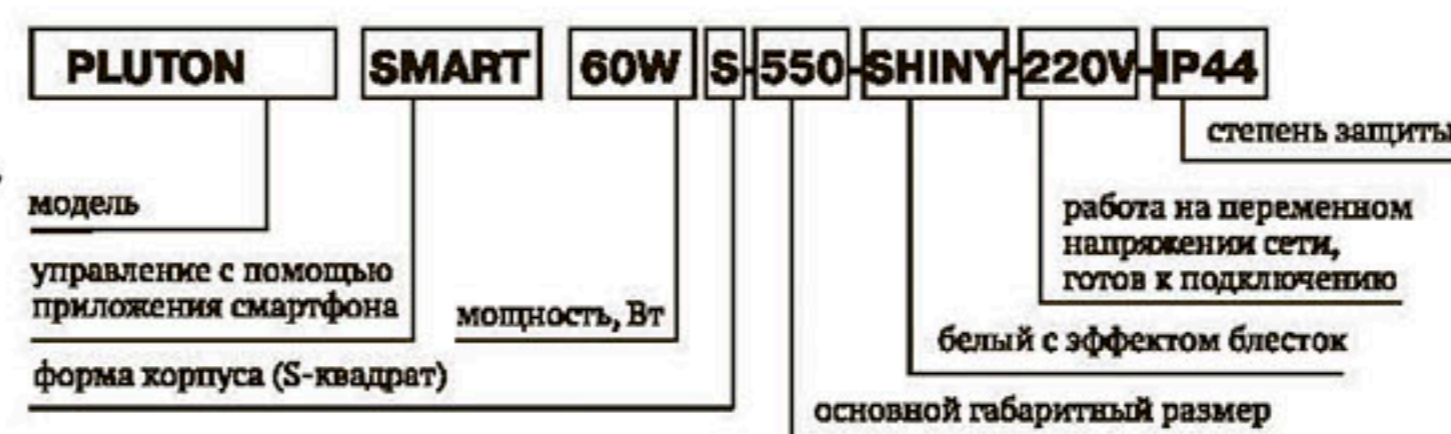 PLUTON SMART 60W S-550-SHINY-220V-IP44
степень защиты
модель
работа на переменном
напряжении сети,
готов к подключению
управление с помощью
приложения смартфона
мощность, Вт
белый с эффектом блесток
форма корпуса (S-квадрат)
основной габаритный размер